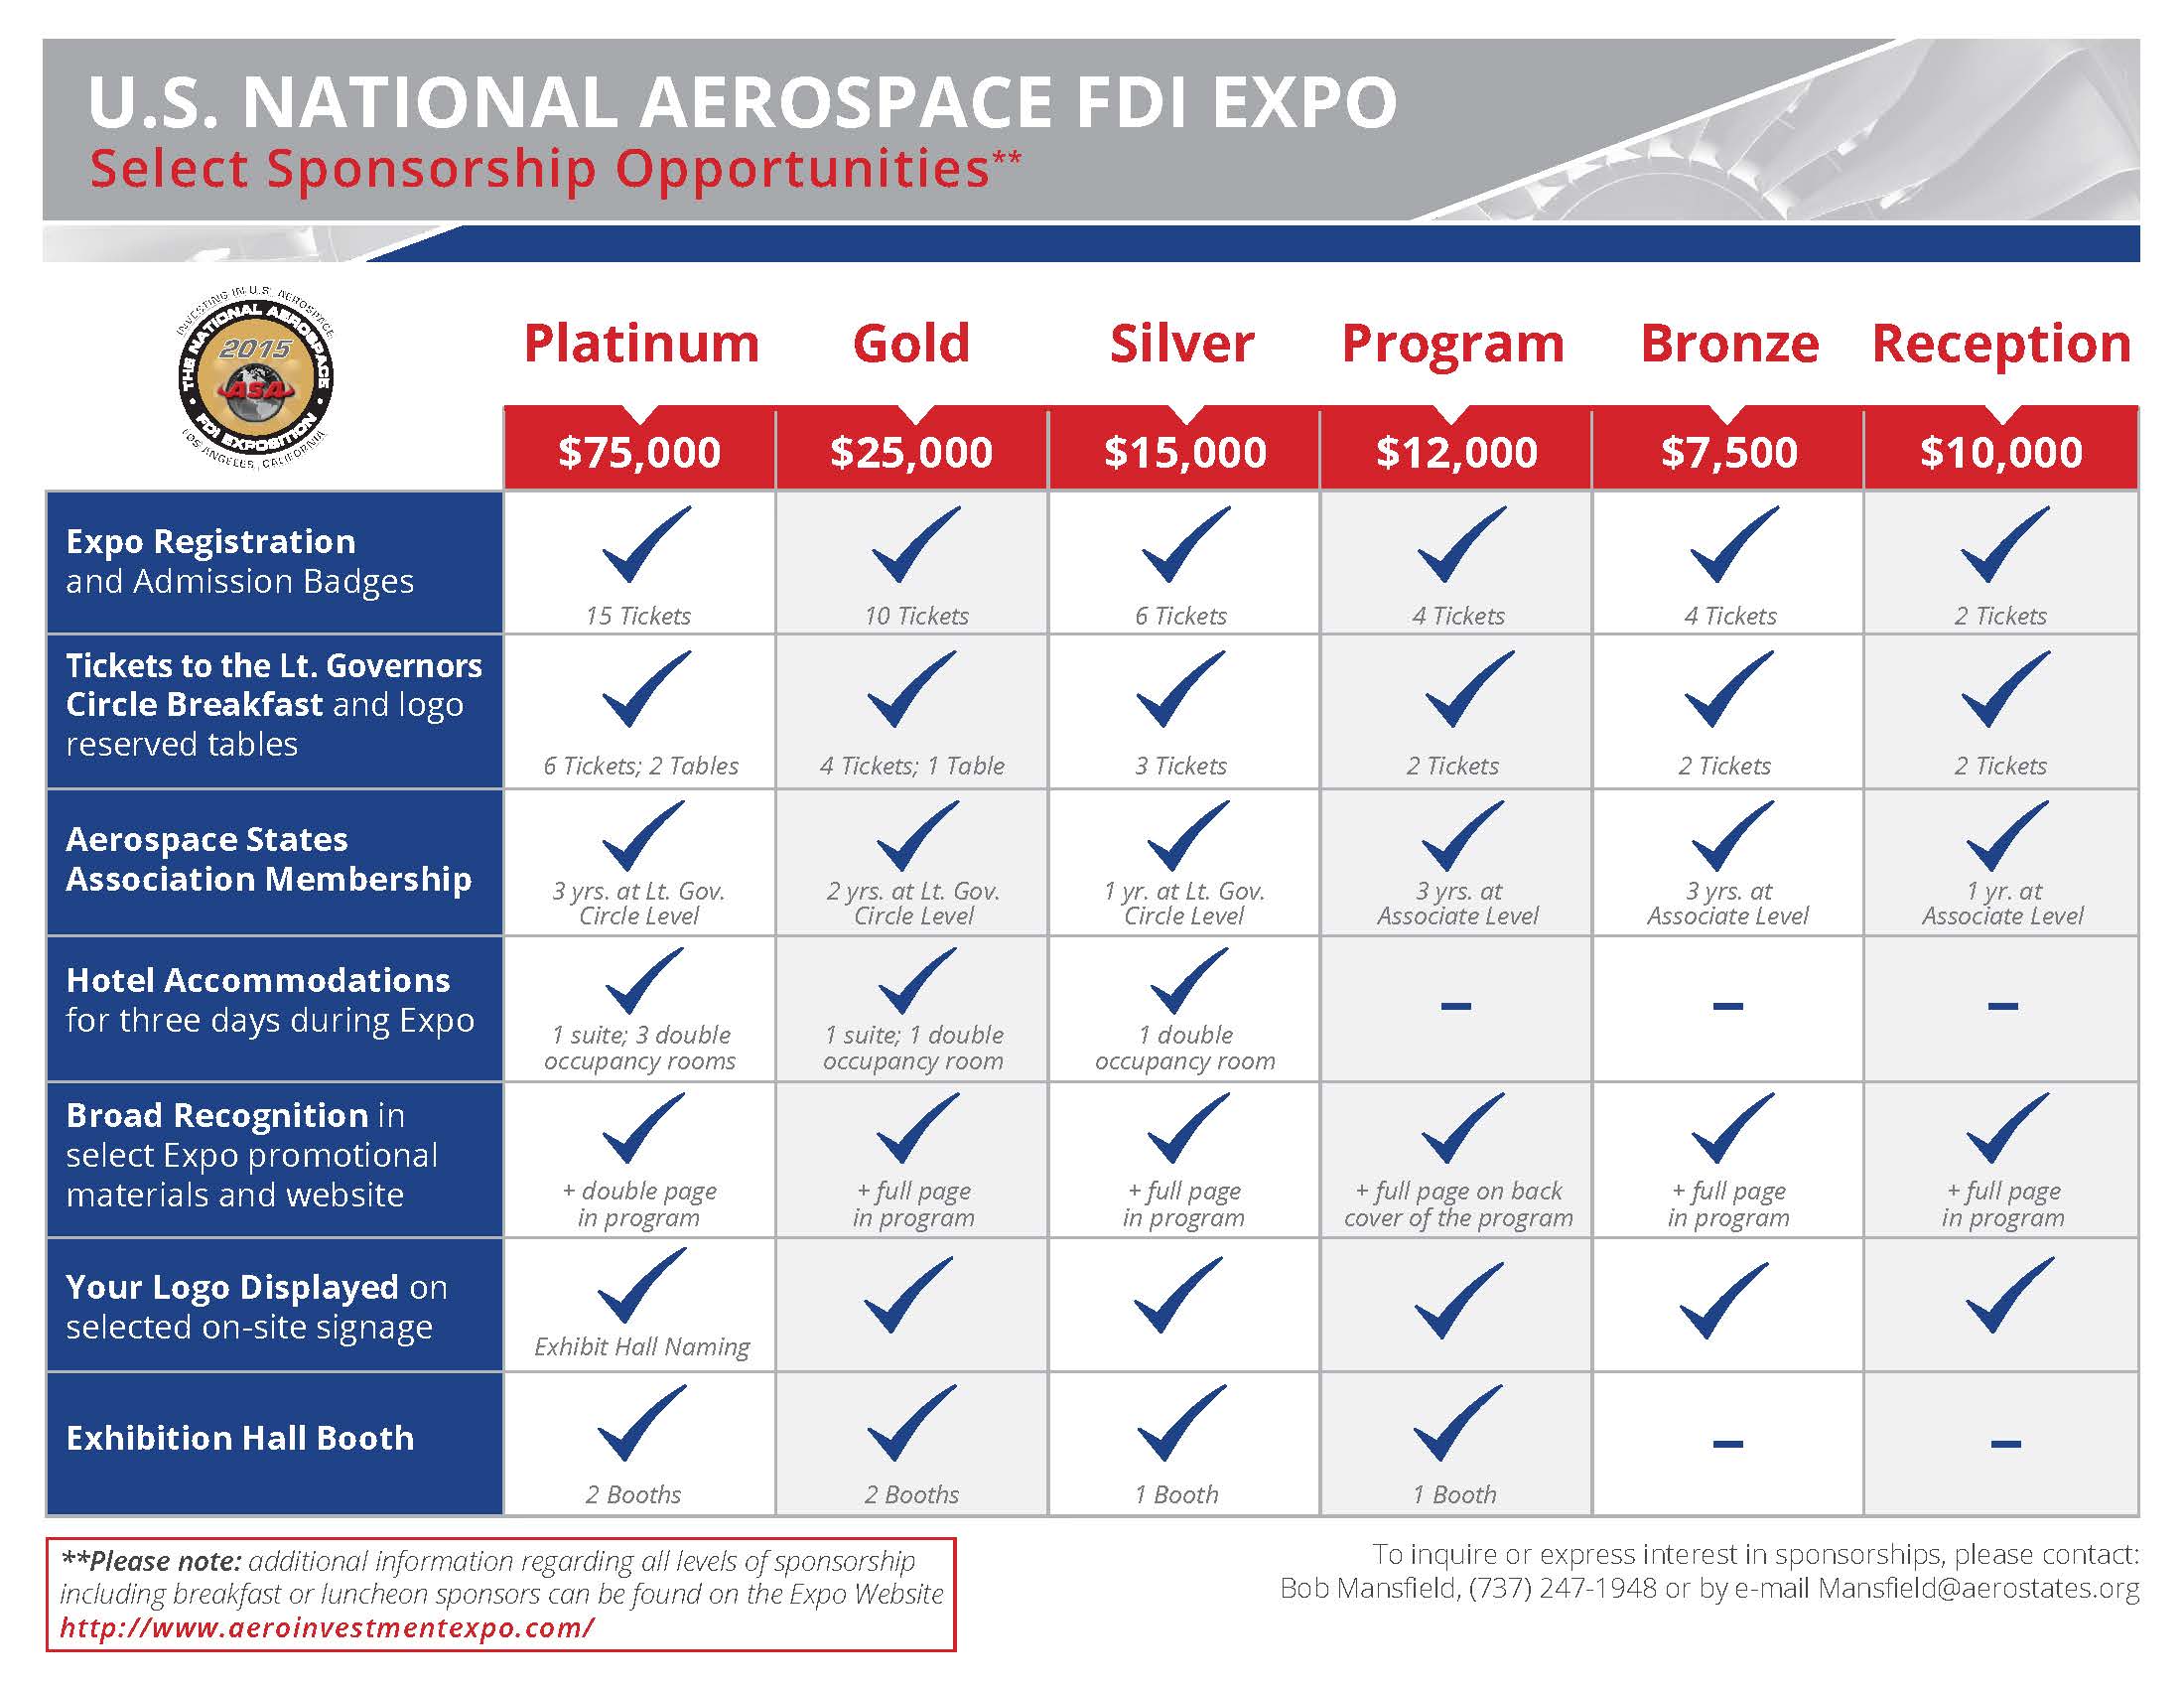 U.S. NATIONAL AEROSPACE FDI EXPO
Select Sponsorship Opportunities**
INVESTING IN U.S. AEROSPACE
THE NATIONAL AEROSPACE
2015
ASA
• FDI EXPOSITION •
LOS ANGELES, CALIFORNIA
Platinum Gold Silver Program Bronze Reception
$75,000 $25,000 $15,000 $12,000 $7,500 $10,000
Expo Registration
and Admission Badges
15 Tickets 10 Tickets 6 Tickets 4 Tickets 4 Tickets 2 Tickets
Tickets to the Lt. Governors
Circle Breakfast and logo
reserved tables
6 Tickets; 2 Tables 4 Tickets; 1 Table 3 Tickets 2 Tickets 2 Tickets 2 Tickets
Aerospace States
Association Membership
3 yrs. at Lt. Gov. 2 yrs. at Lt. Gov. 1 yr. at Lt. Gov. 3 yrs. at 3 yrs. at 1 yr. at
Circle Level Circle Level Circle Level Associate Level Associate Level Associate Level
Hotel Accommodations
for three days during Expo
– – –
1 suite; 3 double 1 suite; 1 double 1 double
occupancy rooms occupancy room occupancy room
Broad Recognition in
select Expo promotional
materials and website
+ double page + full page + full page + full page on back + full page + full page
in program in program in program cover of the program in program in program
Your Logo Displayed on
selected on-site signage
Exhibit Hall Naming
Exhibition Hall Booth
– –
2 Booths 2 Booths 1 Booth 1 Booth
**Please note: additional information regarding all levels of sponsorship
including breakfast or luncheon sponsors can be found on the Expo Website
http://www.aeroinvestmentexpo.com/
To inquire or express interest in sponsorships, please contact:
Bob Mansfield, (737) 247-1948 or by e-mail Mansfield@aerostates.org